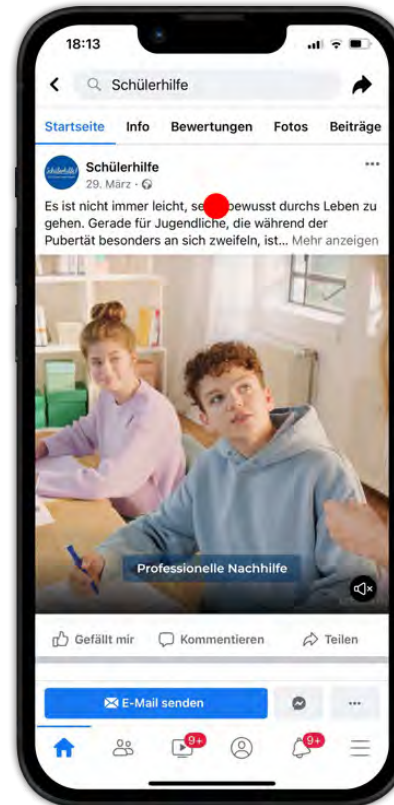 18:13
Schülerhilfe
Startseite Info Bewertungen Fotos Beiträge
Schülerhilfe!
Schülerhilfe
29. März
Es ist nicht immer leicht, durchs Leben zu
gehen. Gerade für Jugendliche, die während der
Pubertät besonders an sich zweifeln, ist... Mehr anzeigen
Professionelle Nachhilfe
Gefällt mir Kommentieren Teilen
E-Mail senden
9+ 9+